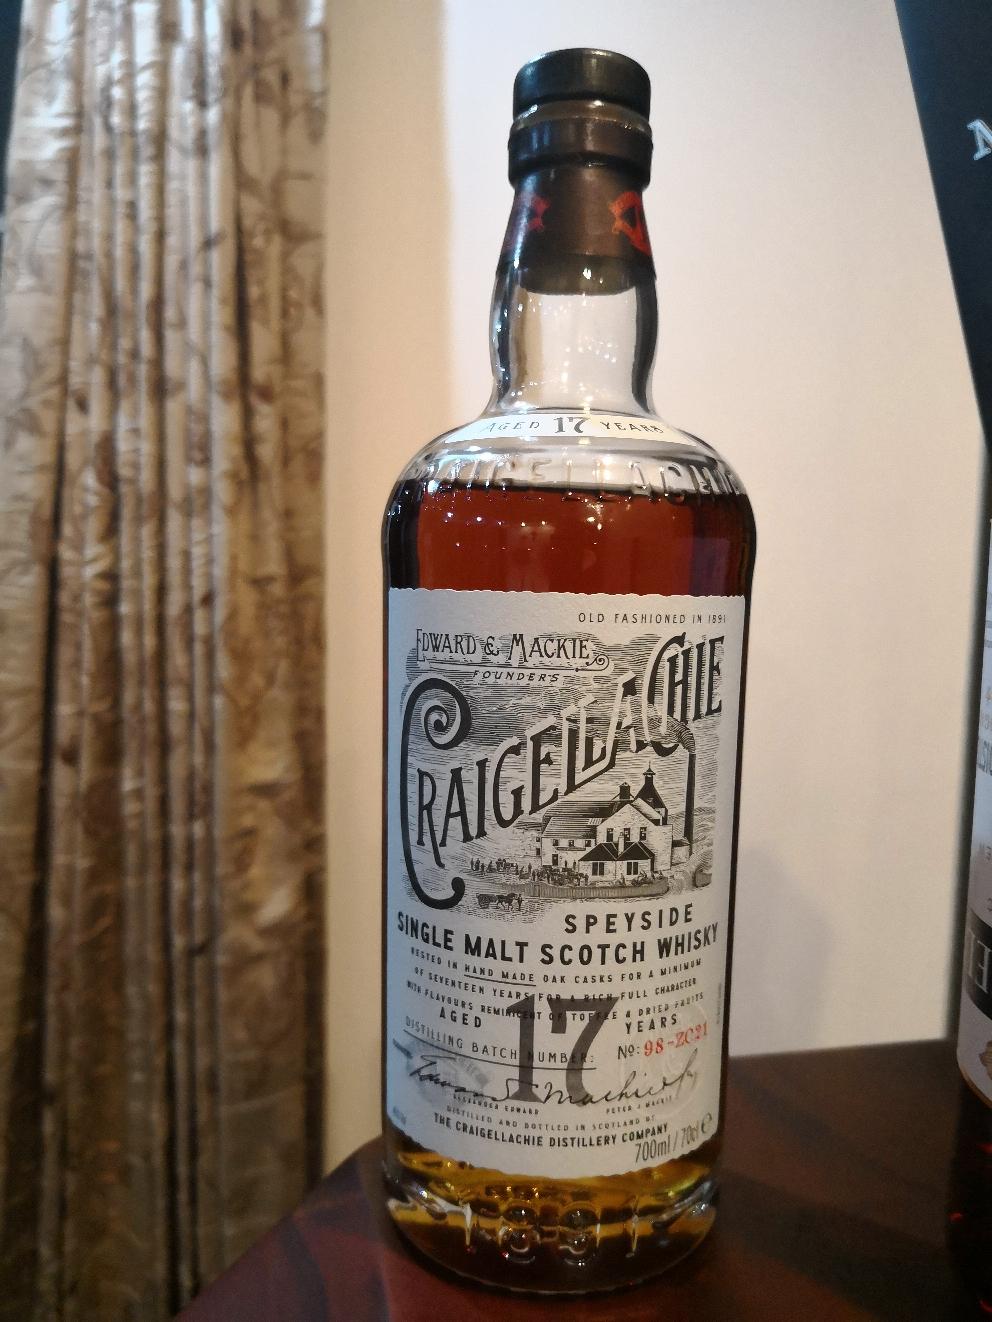 AGED 17 YEARS
CRAIGELLACHIE
OLD FASHIONED IN 1891
EDWARD & MACKIE
FOUNDERS
CRAIGELLACHIE
SPEYSIDE
SINGLE MALT SCOTCH WHISKY
RESTED IN HAND MADE OAK CASKS FOR A MINIMUM
OF SEVENTEEN YEARS FOR A RICH FULL CHARACTER
WITH FLAVOURS REMINICENT OF TOFFEE & DRIED FRUITS
AGED 17 YEARS
DISTILLING BATCH NUMBER: No: 98-ZC21
ALEXANDER EDWARD PETER J MACKIE
DISTILLED AND BOTTLED IN SCOTLAND BY
THE CRAIGELLACHIE DISTILLERY COMPANY
700ml / 70cl e
1891